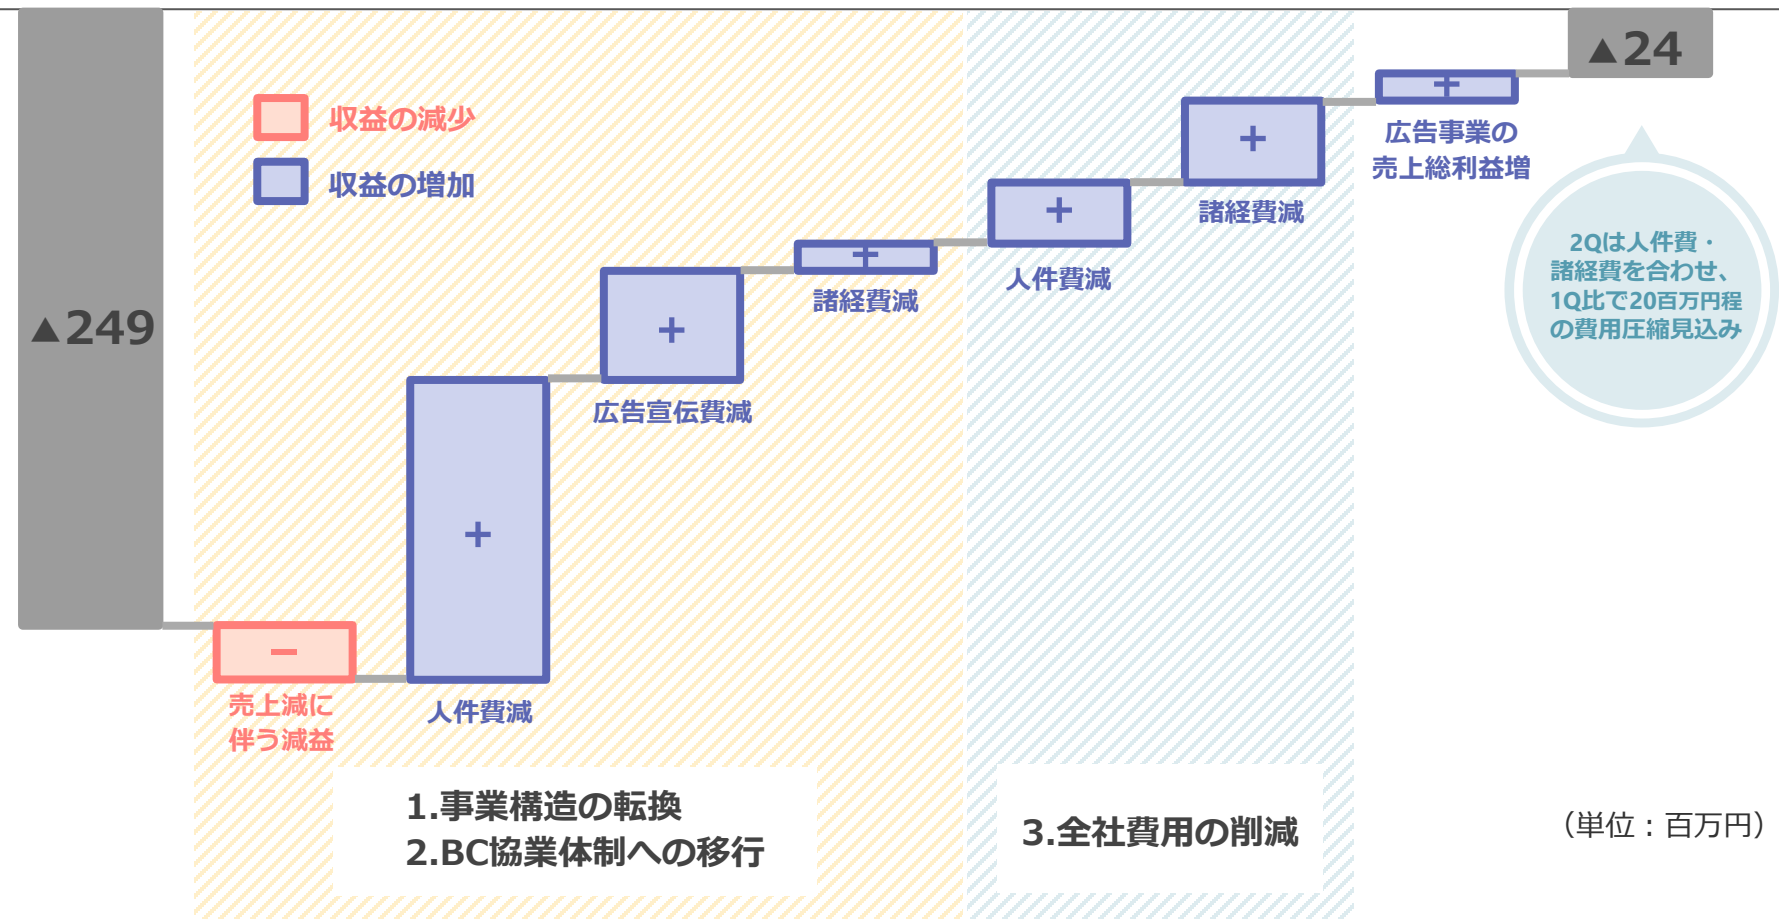 ▲249
収益の減少
収益の増加
−
売上減に
伴う減益
+
人件費減
+
広告宣伝費減
+
諸経費減
+
人件費減
+
諸経費減
+
広告事業の
売上総利益増
▲24
2Qは人件費・
諸経費を合わせ、
1Q比で20百万円程
の費用圧縮見込み
1.事業構造の転換
2.BC協業体制への移行
3.全社費用の削減
（単位：百万円）